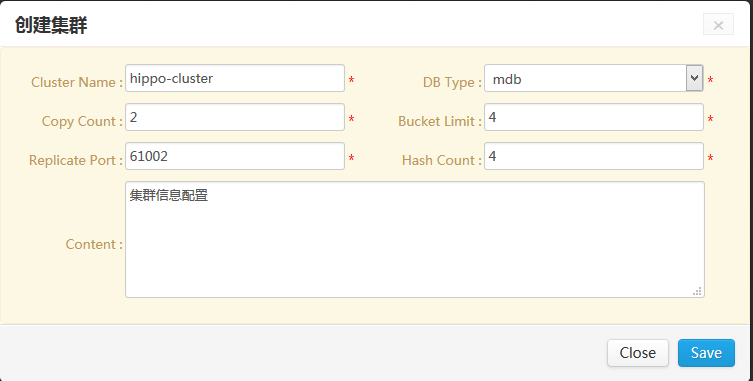 创建集群
×
Cluster Name : hippo-cluster * DB Type : mdb *
Copy Count : 2 * Bucket Limit : 4 *
Replicate Port : 61002 * Hash Count : 4 *
Content : 集群信息配置
Close Save